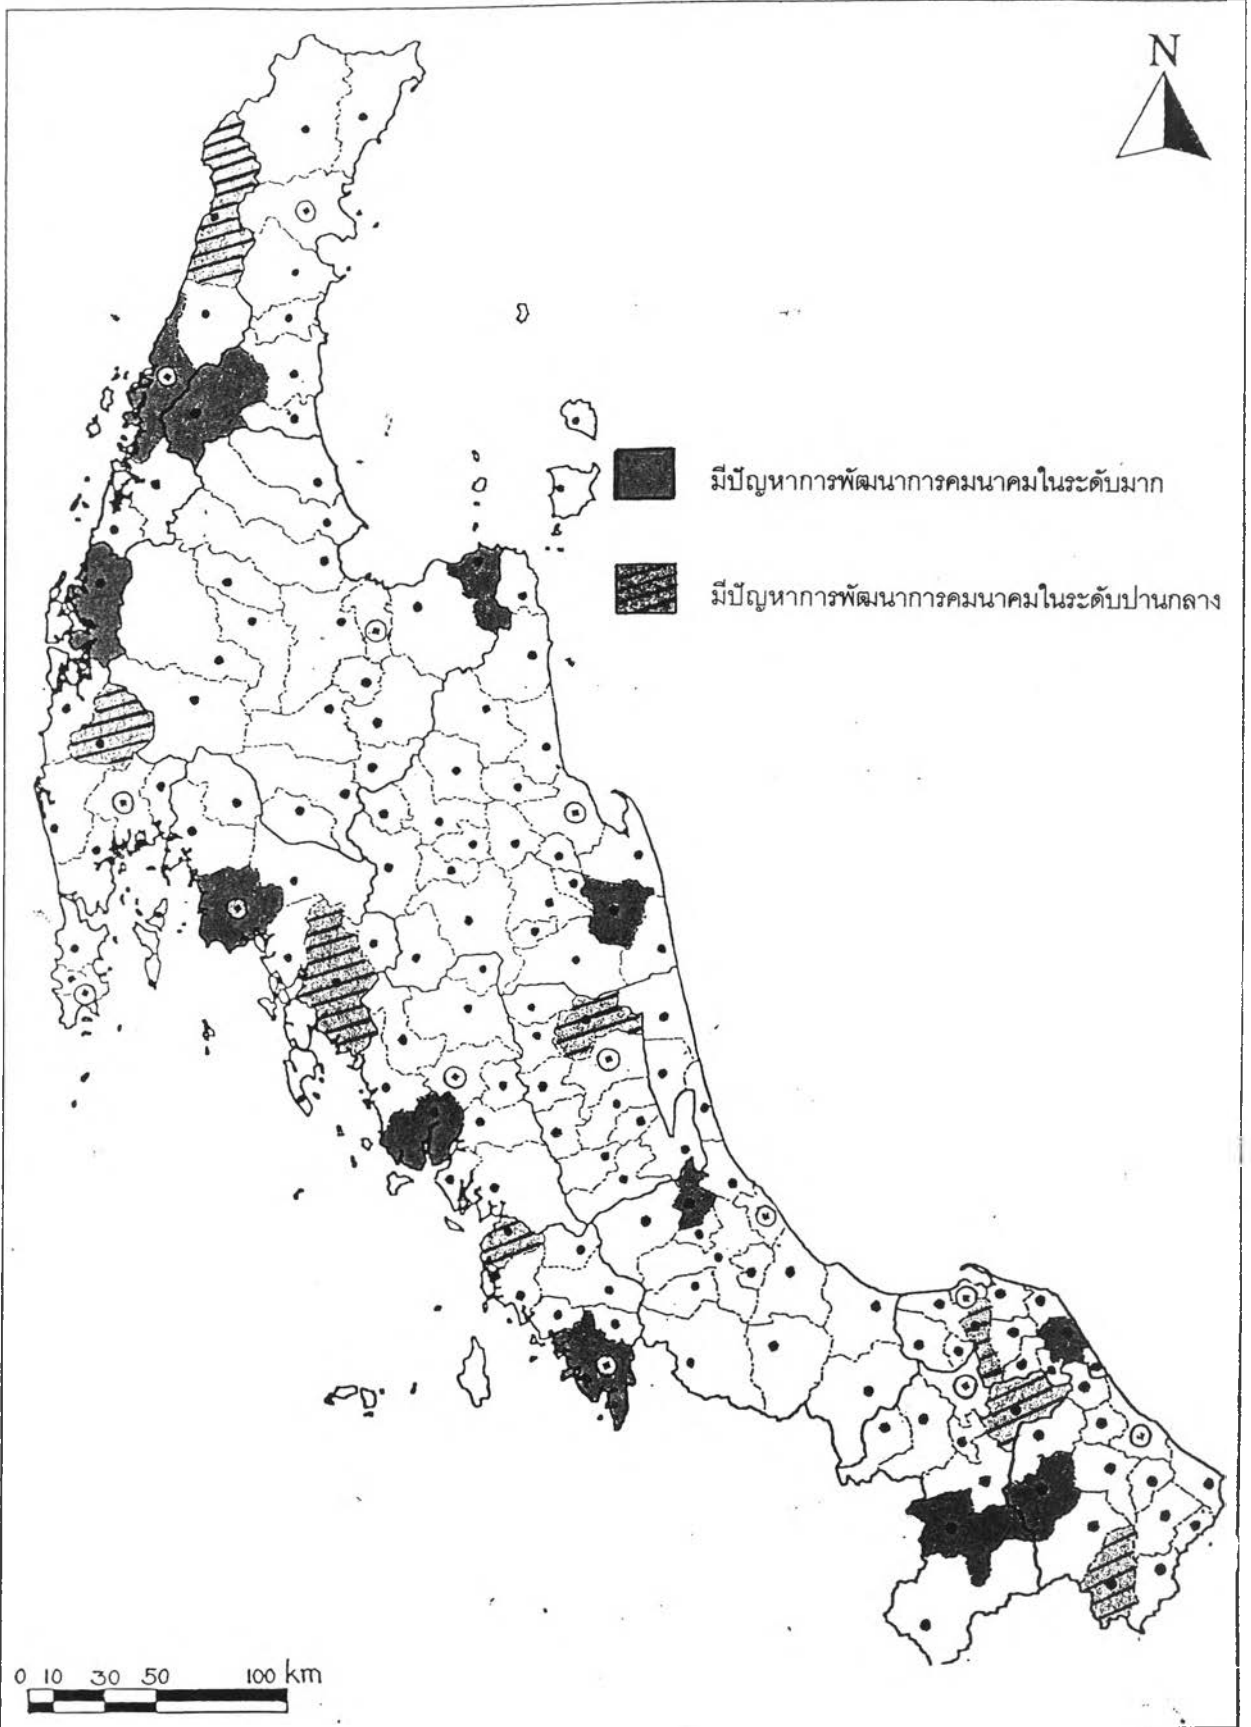 N
มีปัญหาการพัฒนาการคมนาคมในระดับมาก
มีปัญหาการพัฒนาการคมนาคมในระดับปานกลาง
0 10 30 50 100 km